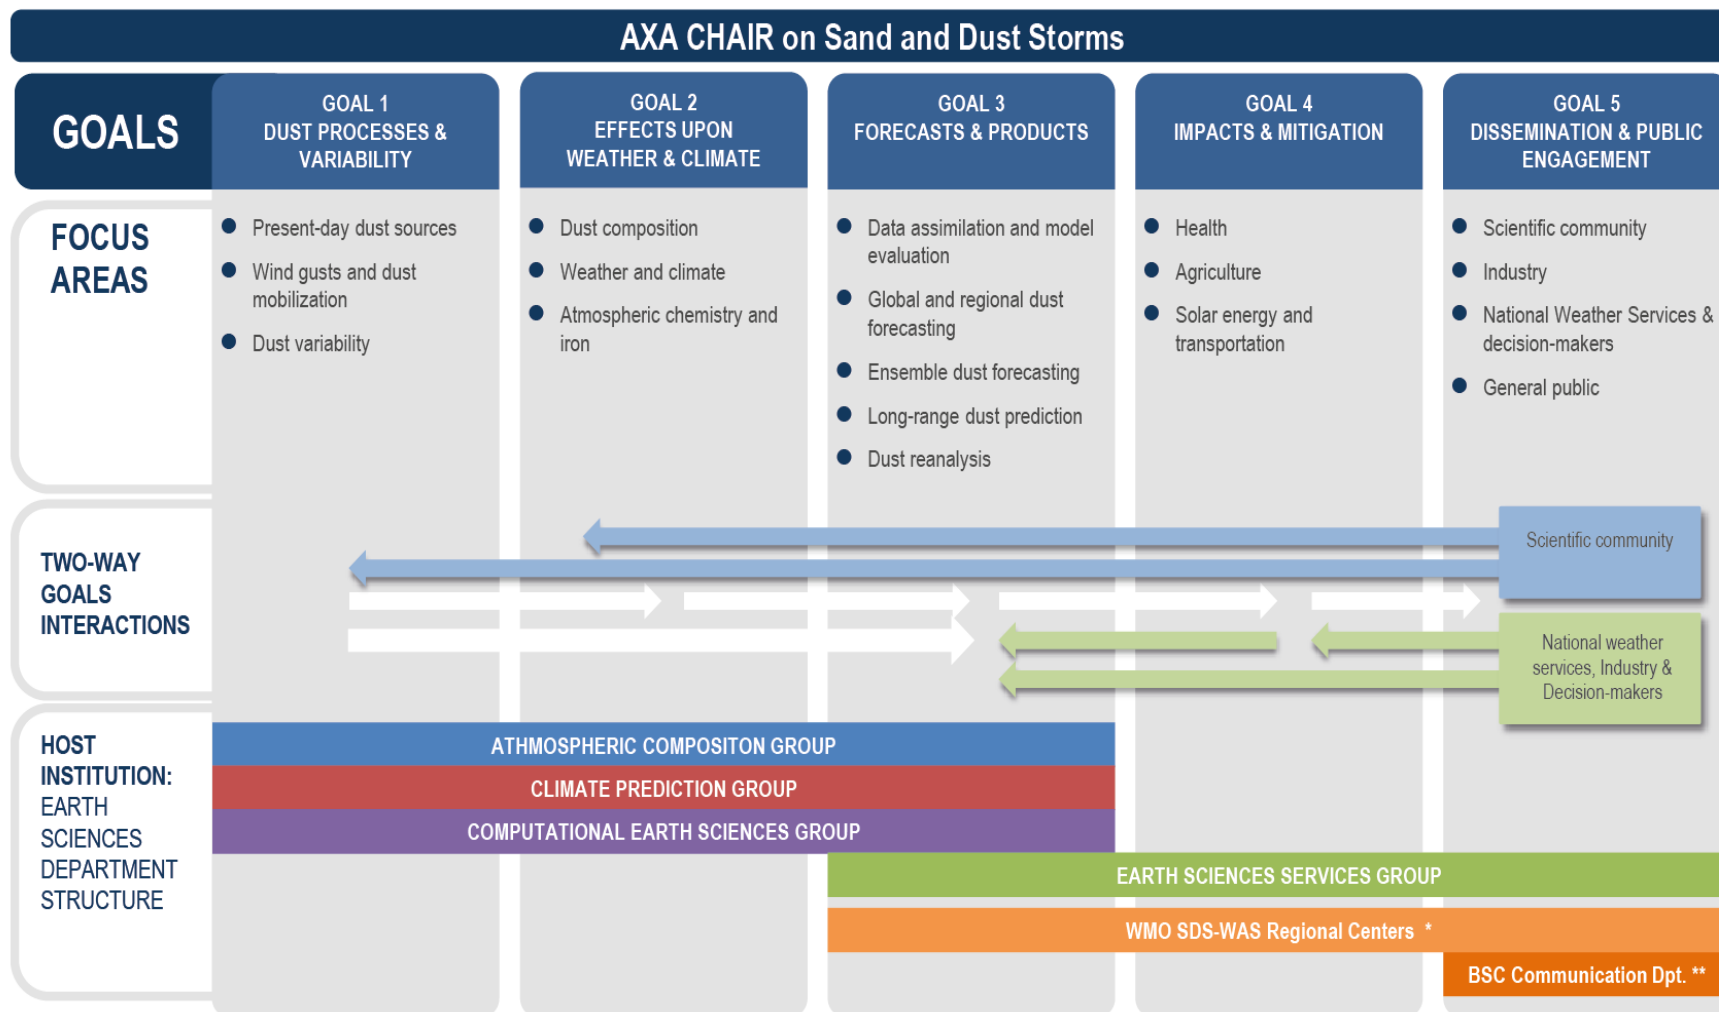 AXA CHAIR on Sand and Dust Storms
GOALS
GOAL 1
DUST PROCESSES &
VARIABILITY
GOAL 2
EFFECTS UPON
WEATHER & CLIMATE
GOAL 3
FORECASTS & PRODUCTS
GOAL 4
IMPACTS & MITIGATION
GOAL 5
DISSEMINATION & PUBLIC
ENGAGEMENT
FOCUS
AREAS
Present-day dust sources
Wind gusts and dust
mobilization
Dust variability
Dust composition
Weather and climate
Atmospheric chemistry and
iron
Data assimilation and model
evaluation
Global and regional dust
forecasting
Ensemble dust forecasting
Long-range dust prediction
Dust reanalysis
Health
Agriculture
Solar energy and
transportation
Scientific community
Industry
National Weather Services &
decision-makers
General public
TWO-WAY
GOALS
INTERACTIONS
Scientific community
National weather
services, Industry &
Decision-makers
HOST
INSTITUTION:
EARTH
SCIENCES
DEPARTMENT
STRUCTURE
ATHMOSPHERIC COMPOSITON GROUP
CLIMATE PREDICTION GROUP
COMPUTATIONAL EARTH SCIENCES GROUP
EARTH SCIENCES SERVICES GROUP
WMO SDS-WAS Regional Centers *
BSC Communication Dpt. **